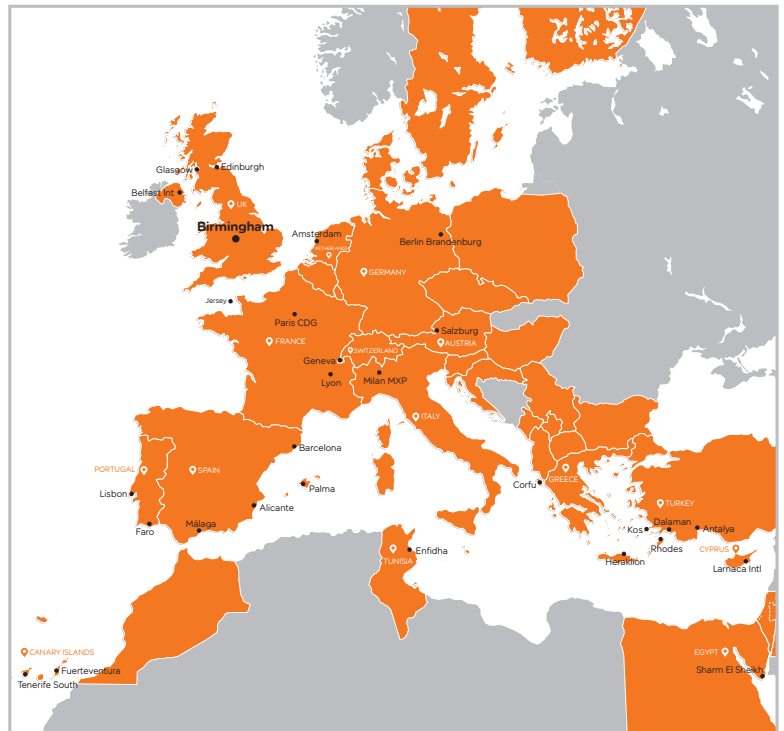 Glasgow
Edinburgh
Belfast Int
UK
Birmingham
Amsterdam
NETHERLANDS
Berlin Brandenburg
GERMANY
Jersey
Paris CDG
FRANCE
Salzburg
AUSTRIA
SWITZERLAND
Geneva
Lyon
Milan MXP
ITALY
Barcelona
PORTUGAL
SPAIN
Palma
Lisbon
Alicante
Faro
Málaga
Corfu
GREECE
TURKEY
Kos
Dalaman
Antalya
Rhodes
CYPRUS
Heraklion
Larnaca Intl
Enfidha
TUNISIA
CANARY ISLANDS
Fuerteventura
Tenerife South
EGYPT
Sharm El Sheikh